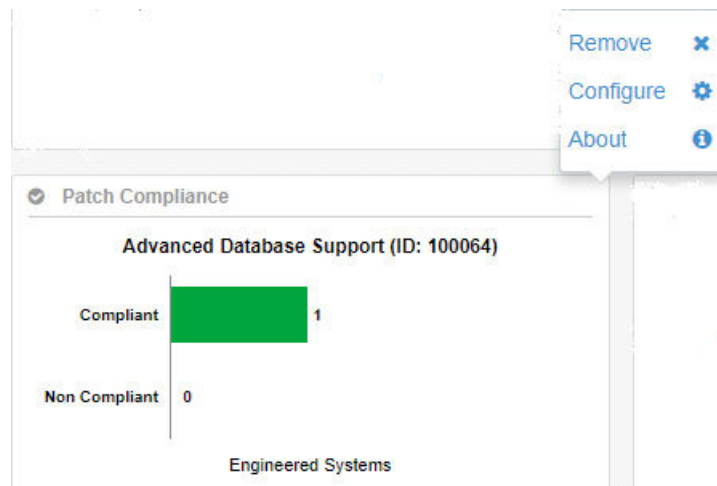 Remove
Configure
About
Patch Compliance
Advanced Database Support (ID: 100064)
Compliant 1
Non Compliant 0
Engineered Systems